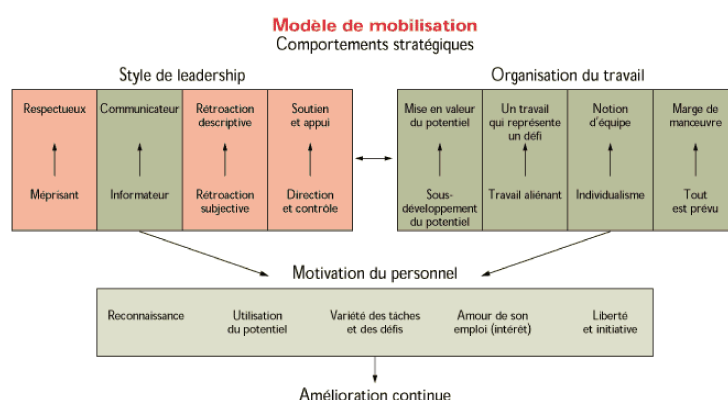 Modèle de mobilisation
Comportements stratégiques
Style de leadership
Organisation du travail
Respectueux
Communicateur
Rétroaction
descriptive
Soutien
et appui
Mise en valeur
du potentiel
Un travail
qui représente
un défi
Notion
d'équipe
Marge de
manœuvre
Méprisant
Informateur
Rétroaction
subjective
Direction
et contrôle
Sous-
développement
du potentiel
Travail aliénant
Individualisme
Tout
est prévu
Motivation du personnel
Reconnaissance
Utilisation
du potentiel
Variété des tâches
et des défis
Amour de son
emploi (intérêt)
Liberté
et initiative
Amélioration continue